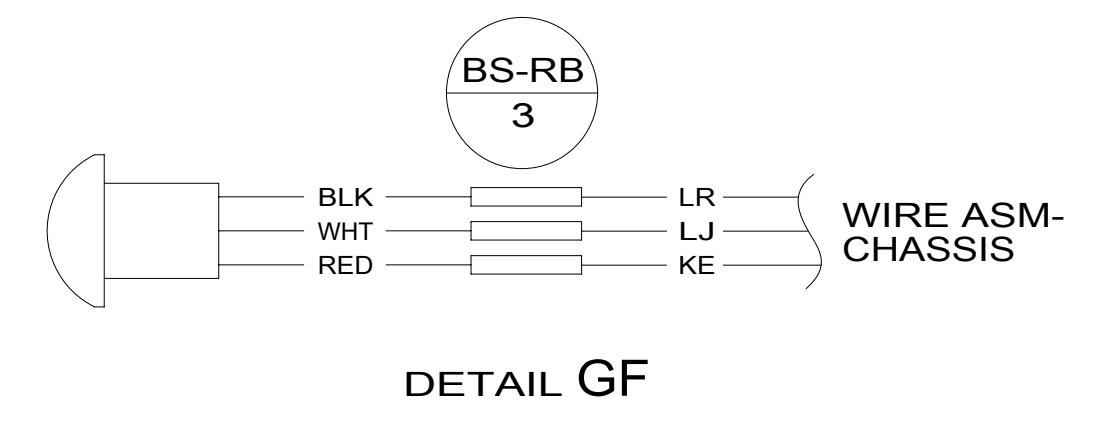 BS-RB
3
BLK LR
WHT LJ
RED KE
WIRE ASM-
CHASSIS
DETAIL GF